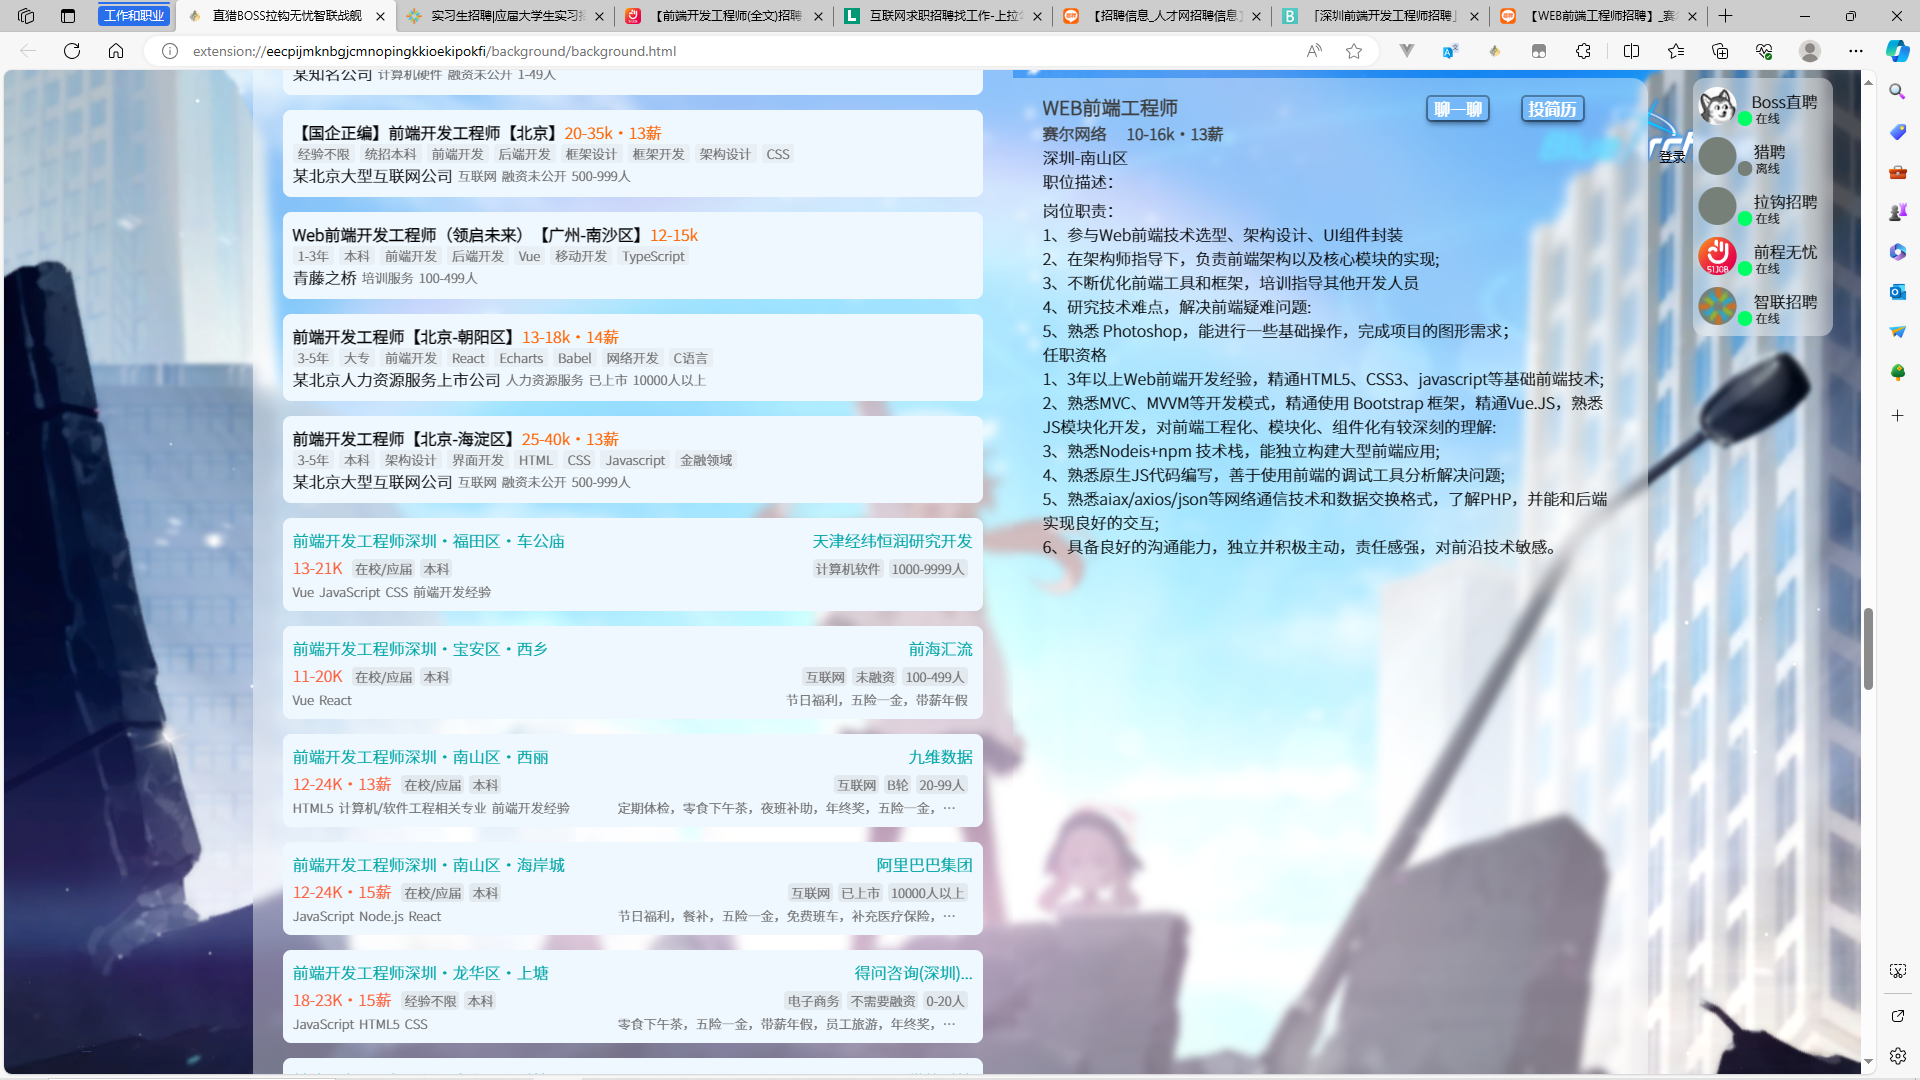 工作和职业
直猎BOSS拉钩无忧智联战舰
实习生招聘|应届大学生实习
【前端开发工程师(全文)招聘
互联网求职招聘找工作-上拉
【招聘信息_人才网招聘信息
「深圳前端开发工程师招聘」
【WEB前端工程师招聘】_赛
extension://eecpijmknbgjcmnopingkkioekipokfi/background/background.html
某知名公司 计算机硬件 融资未公开 1-49人
【国企正编】前端开发工程师【北京】20-35k・13薪
经验不限 统招本科 前端开发 后端开发 框架设计 框架开发 架构设计 CSS
某北京大型互联网公司 互联网 融资未公开 500-999人
Web前端开发工程师（领启未来）【广州-南沙区】12-15k
1-3年 本科 前端开发 后端开发 Vue 移动开发 TypeScript
青藤之桥 培训服务 100-499人
前端开发工程师【北京-朝阳区】13-18k・14薪
3-5年 大专 前端开发 React Echarts Babel 网络开发 C语言
某北京人力资源服务上市公司 人力资源服务 已上市 10000人以上
前端开发工程师【北京-海淀区】25-40k・13薪
3-5年 本科 架构设计 界面开发 HTML CSS Javascript 金融领域
某北京大型互联网公司 互联网 融资未公开 500-999人
前端开发工程师深圳・福田区・车公庙 天津经纬恒润研究开发
13-21K 在校/应届 本科 计算机软件 1000-9999人
Vue JavaScript CSS 前端开发经验
前端开发工程师深圳・宝安区・西乡 前海汇流
11-20K 在校/应届 本科 互联网 未融资 100-499人
Vue React 节日福利，五险一金，带薪年假
前端开发工程师深圳・南山区・西丽 九维数据
12-24K・13薪 在校/应届 本科 互联网 B轮 20-99人
HTML5 计算机/软件工程相关专业 前端开发经验 定期体检，零食下午茶，夜班补助，年终奖，五险一金，…
前端开发工程师深圳・南山区・海岸城 阿里巴巴集团
12-24K・15薪 在校/应届 本科 互联网 已上市 10000人以上
JavaScript Node.js React 节日福利，餐补，五险一金，免费班车，补充医疗保险，…
前端开发工程师深圳・龙华区・上塘 得问咨询(深圳)...
18-23K・15薪 经验不限 本科 电子商务 不需要融资 0-20人
JavaScript HTML5 CSS 零食下午茶，五险一金，带薪年假，员工旅游，年终奖，…
WEB前端工程师 聊一聊 投简历
赛尔网络 10-16k・13薪
深圳-南山区
职位描述：
岗位职责：
1、参与Web前端技术选型、架构设计、UI组件封装
2、在架构师指导下，负责前端架构以及核心模块的实现;
3、不断优化前端工具和框架，培训指导其他开发人员
4、研究技术难点，解决前端疑难问题:
5、熟悉 Photoshop，能进行一些基础操作，完成项目的图形需求；
任职资格
1、3年以上Web前端开发经验，精通HTML5、CSS3、javascript等基础前端技术;
2、熟悉MVC、MVVM等开发模式，精通使用 Bootstrap 框架，精通Vue.JS，熟悉
JS模块化开发，对前端工程化、模块化、组件化有较深刻的理解:
3、熟悉Nodeis+npm 技术栈，能独立构建大型前端应用;
4、熟悉原生JS代码编写，善于使用前端的调试工具分析解决问题;
5、熟悉aiax/axios/json等网络通信技术和数据交换格式，了解PHP，并能和后端
实现良好的交互;
6、具备良好的沟通能力，独立并积极主动，责任感强，对前沿技术敏感。
登录
Boss直聘
在线
猎聘
离线
拉钩招聘
在线
51JOB
前程无忧
在线
智联招聘
在线